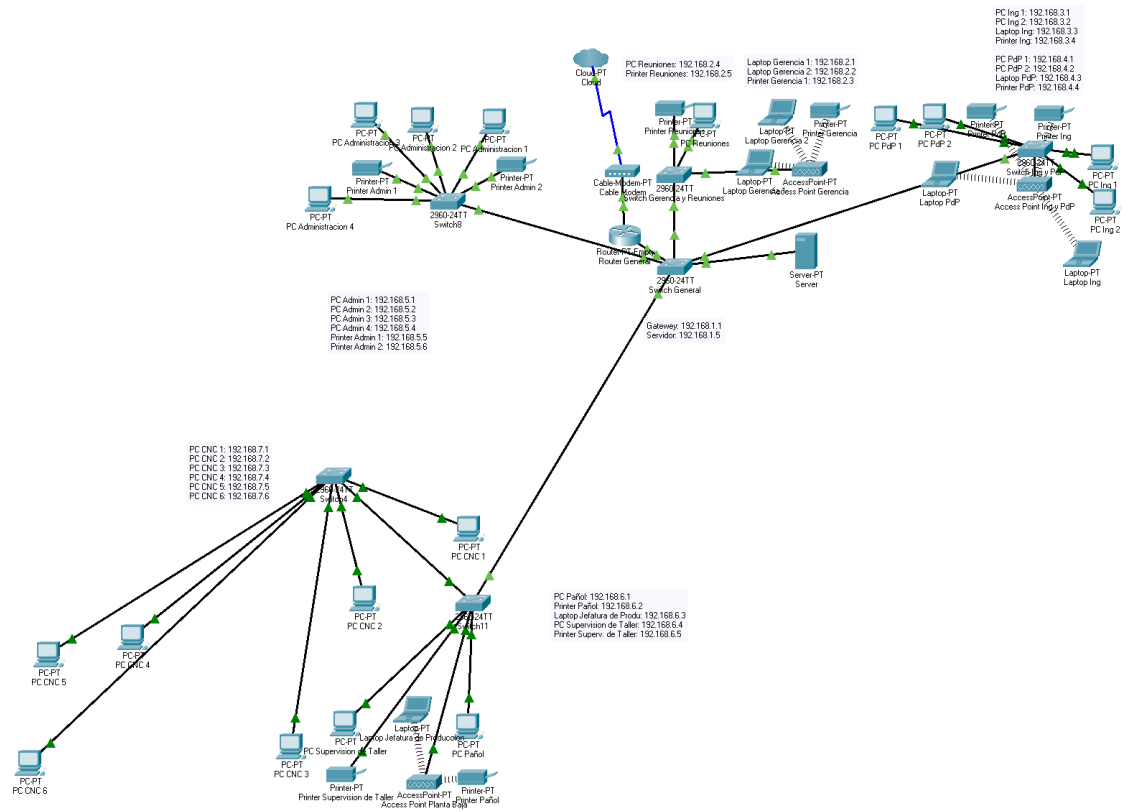 PC Ing 1: 192.168.3.1
PC Ing 2: 192.168.3.2
Laptop Ing: 192.168.3.3
Printer Ing: 192.168.3.4
PC PdP 1: 192.168.4.1
PC PdP 2: 192.168.4.2
Laptop PdP: 192.168.4.3
Printer PdP: 192.168.4.4
Cloud-PT
Cloud
PC Reuniones: 192.168.2.4
Printer Reuniones: 192.168.2.5
Laptop Gerencia 1: 192.168.2.1
Laptop Gerencia 2: 192.168.2.2
Printer Gerencia 1: 192.168.2.3
PC-PT
PC Administracion 3
PC-PT
PC Administracion 2
PC-PT
PC Administracion 1
Printer-PT
Printer Admin 1
Printer-PT
Printer Admin 2
PC-PT
PC Administracion 4
2960-24TT
Switch8
Cable-Modem-PT
Cable Modem
Printer-PT
Printer Reuniones
PC-PT
PC Reuniones
2960-24TT
Switch Gerencia y Reuniones
Laptop-PT
Laptop Gerencia 2
Printer-PT
Printer Gerencia
Laptop-PT
Laptop Gerencia
AccessPoint-PT
Access Point Gerencia
PC-PT
PC PdP 1
PC-PT
PC PdP 2
Printer-PT
Printer PdP
Printer-PT
Printer Ing
2960-24TT
Switch Ing y PdP
PC-PT
PC Ing 1
Laptop-PT
Laptop PdP
AccessPoint-PT
Access Point Ing y PdP
PC-PT
PC Ing 2
Laptop-PT
Laptop Ing
Router-PT-Empty
Router General
2960-24TT
Switch General
Server-PT
Server
PC Admin 1: 192.168.5.1
PC Admin 2: 192.168.5.2
PC Admin 3: 192.168.5.3
PC Admin 4: 192.168.5.4
Printer Admin 1: 192.168.5.5
Printer Admin 2: 192.168.5.6
Gatewey: 192.168.1.1
Servidor: 192.168.1.5
PC CNC 1: 192.168.7.1
PC CNC 2: 192.168.7.2
PC CNC 3: 192.168.7.3
PC CNC 4: 192.168.7.4
PC CNC 5: 192.168.7.5
PC CNC 6: 192.168.7.6
2960-24TT
Switch4
PC-PT
PC CNC 1
PC-PT
PC CNC 2
2960-24TT
Switch11
PC Pañol: 192.168.6.1
Printer Pañol: 192.168.6.2
Laptop Jefatura de Produ: 192.168.6.3
PC Supervision de Taller: 192.168.6.4
Printer Superv. de Taller: 192.168.6.5
PC-PT
PC CNC 4
PC-PT
PC CNC 5
PC-PT
PC CNC 6
PC-PT
PC CNC 3
PC-PT
PC Supervision de Taller
Laptop-PT
Laptop Jefatura de Produccion
PC-PT
PC Pañol
Printer-PT
Printer Supervision de Taller
AccessPoint-PT
Access Point Planta Baja
Printer-PT
Printer Pañol